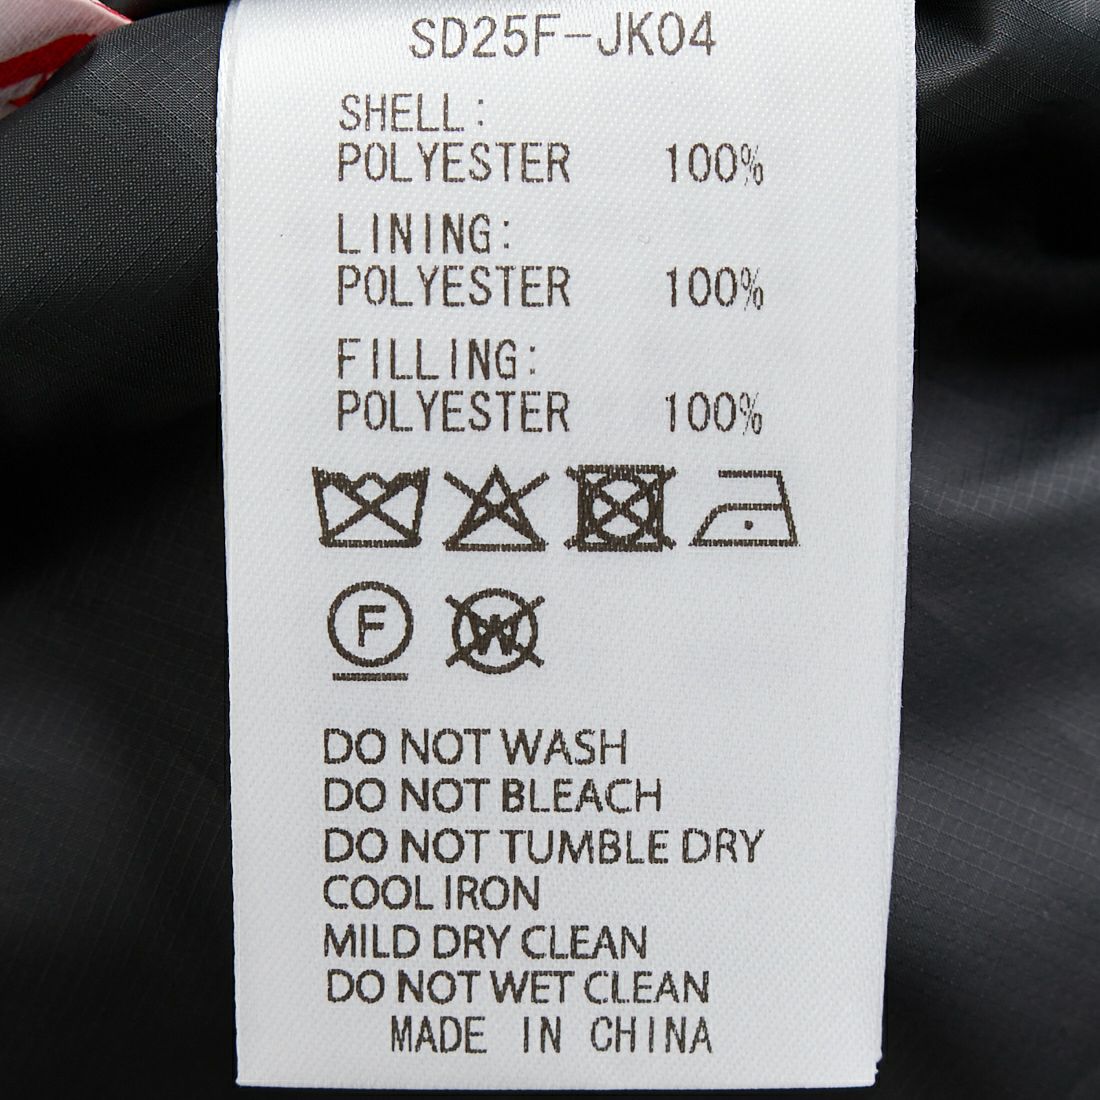 SD25F-JK04
SHELL:
POLYESTER 100%
LINING:
POLYESTER 100%
FILLING:
POLYESTER 100%
F W
DO NOT WASH
DO NOT BLEACH
DO NOT TUMBLE DRY
COOL IRON
MILD DRY CLEAN
DO NOT WET CLEAN
MADE IN CHINA